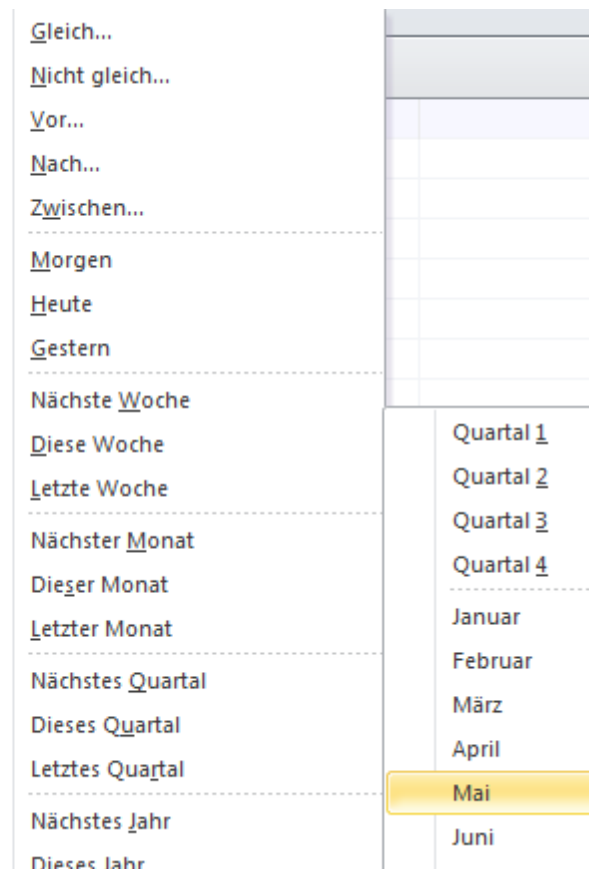 Gleich...
Nicht gleich...
Vor...
Nach...
Zwischen...
Morgen
Heute
Gestern
Nächste Woche
Diese Woche
Letzte Woche
Nächster Monat
Dieser Monat
Letzter Monat
Nächstes Quartal
Dieses Quartal
Letztes Quartal
Nächstes Jahr
Dieses Jahr
Quartal 1
Quartal 2
Quartal 3
Quartal 4
Januar
Februar
März
April
Mai
Juni